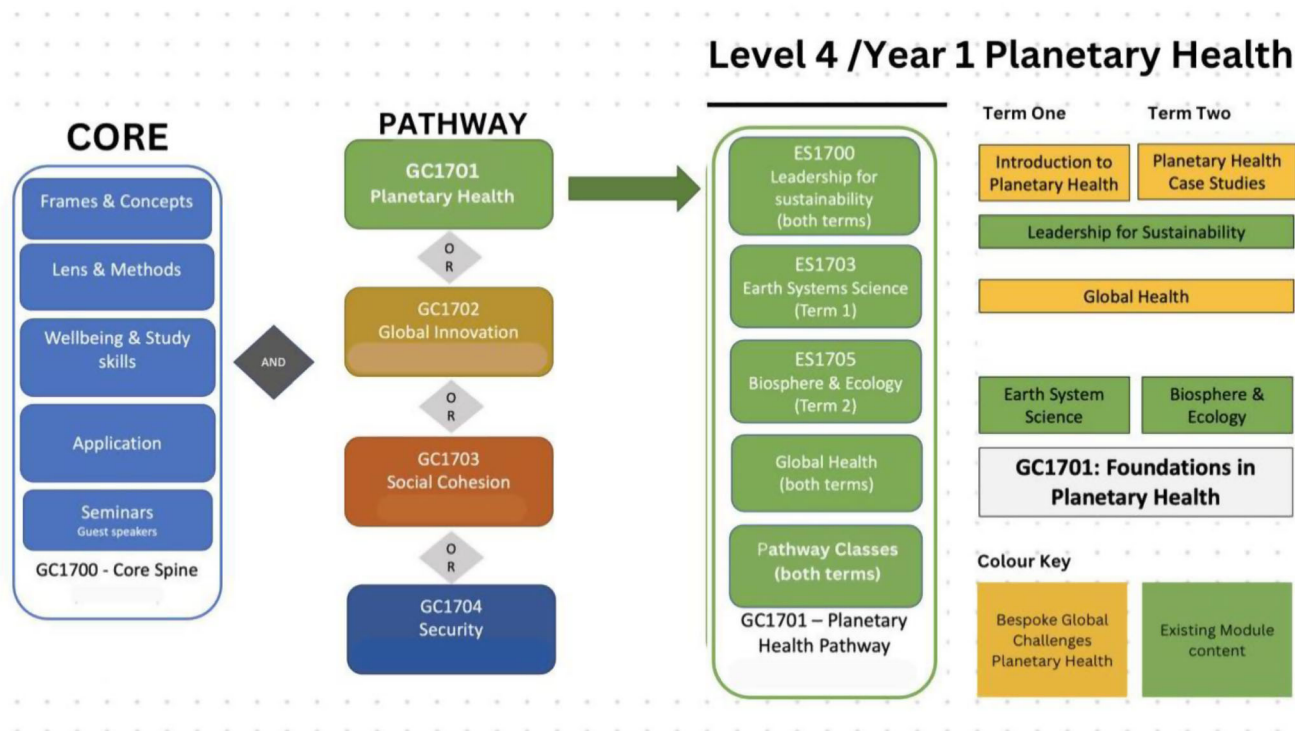 Level 4 /Year 1 Planetary Health
CORE
Frames & Concepts
Lens & Methods
Wellbeing & Study
skills
Application
Seminars
Guest speakers
GC1700 - Core Spine
AND
PATHWAY
GC1701
Planetary Health
O
R
GC1702
Global Innovation
O
R
GC1703
Social Cohesion
O
R
GC1704
Security
ES1700
Leadership for
sustainability
(both terms)
ES1703
Earth Systems Science
(Term 1)
ES1705
Biosphere & Ecology
(Term 2)
Global Health
(both terms)
Pathway Classes
(both terms)
GC1701 – Planetary
Health Pathway
Term One
Term Two
Introduction to
Planetary Health
Planetary Health
Case Studies
Leadership for Sustainability
Global Health
Earth System
Science
Biosphere &
Ecology
GC1701: Foundations in
Planetary Health
Colour Key
Bespoke Global
Challenges
Planetary Health
Existing Module
content